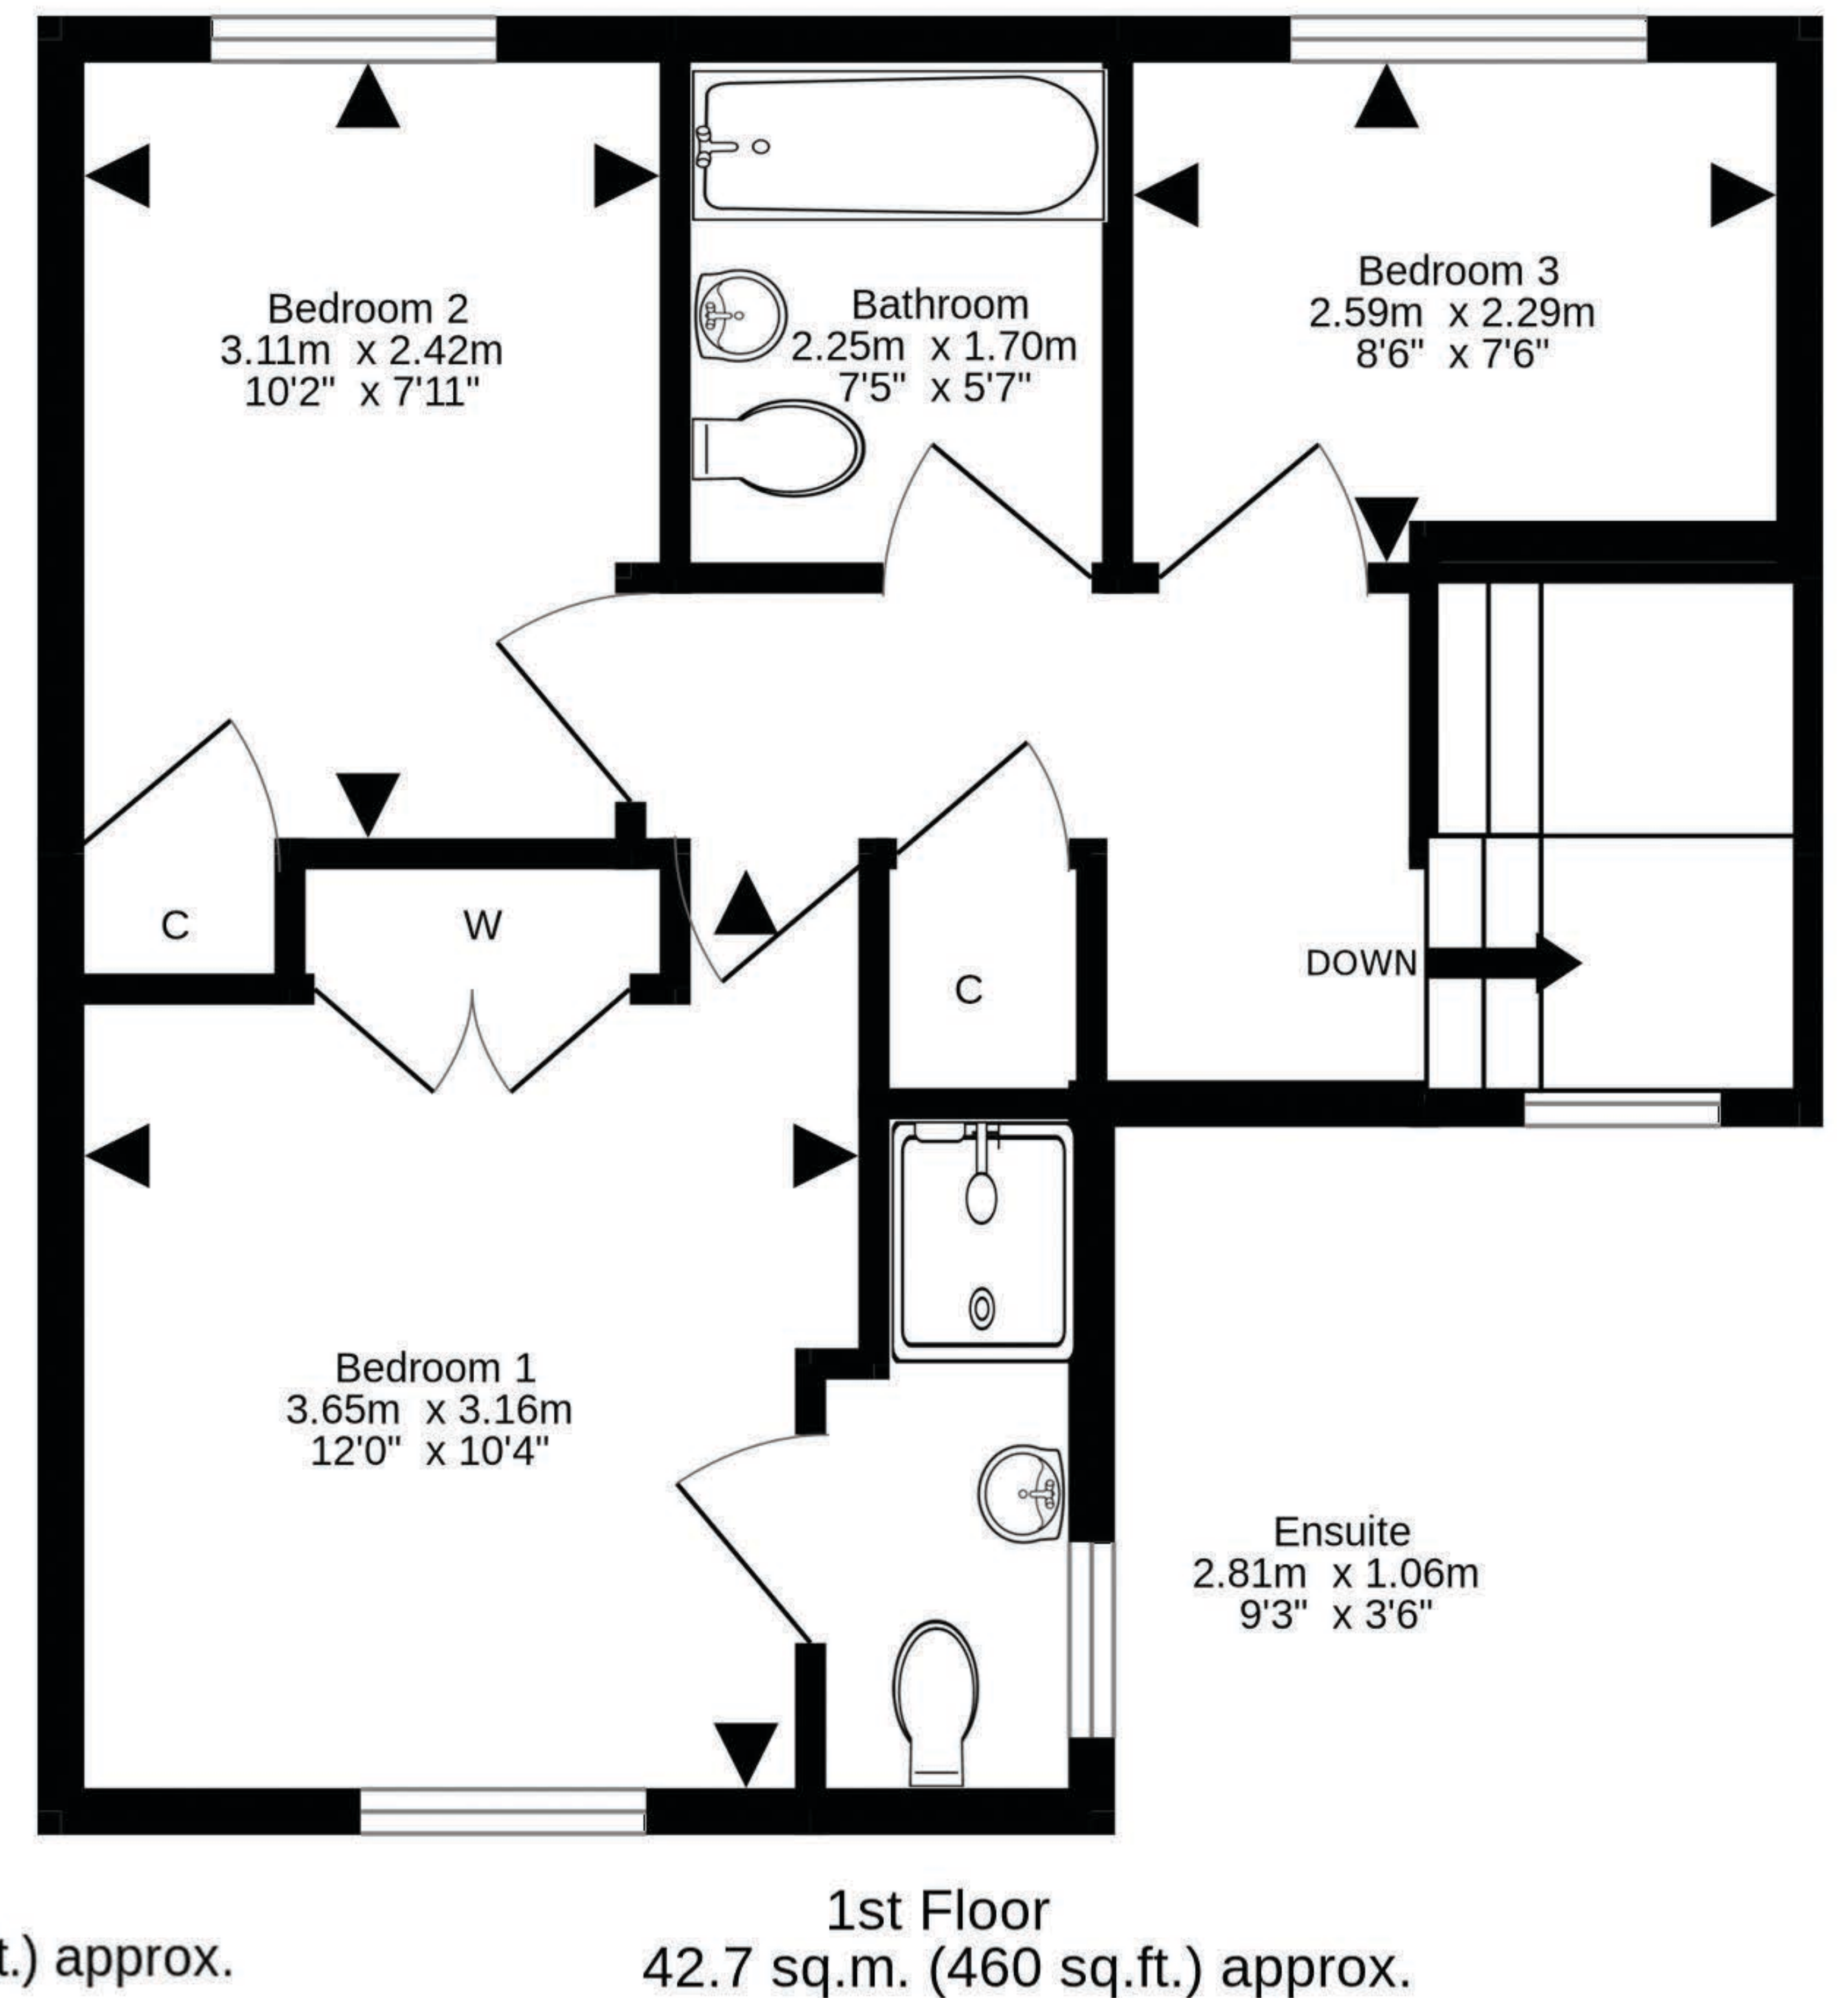 Bedroom 2
3.11m x 2.42m
10'2" x 7'11"
Bathroom
2.25m x 1.70m
7'5" x 5'7"
Bedroom 3
2.59m x 2.29m
8'6" x 7'6"
C
W
C
DOWN
Bedroom 1
3.65m x 3.16m
12'0" x 10'4"
Ensuite
2.81m x 1.06m
9'3" x 3'6"
1st Floor
42.7 sq.m. (460 sq.ft.) approx.
t.) approx.